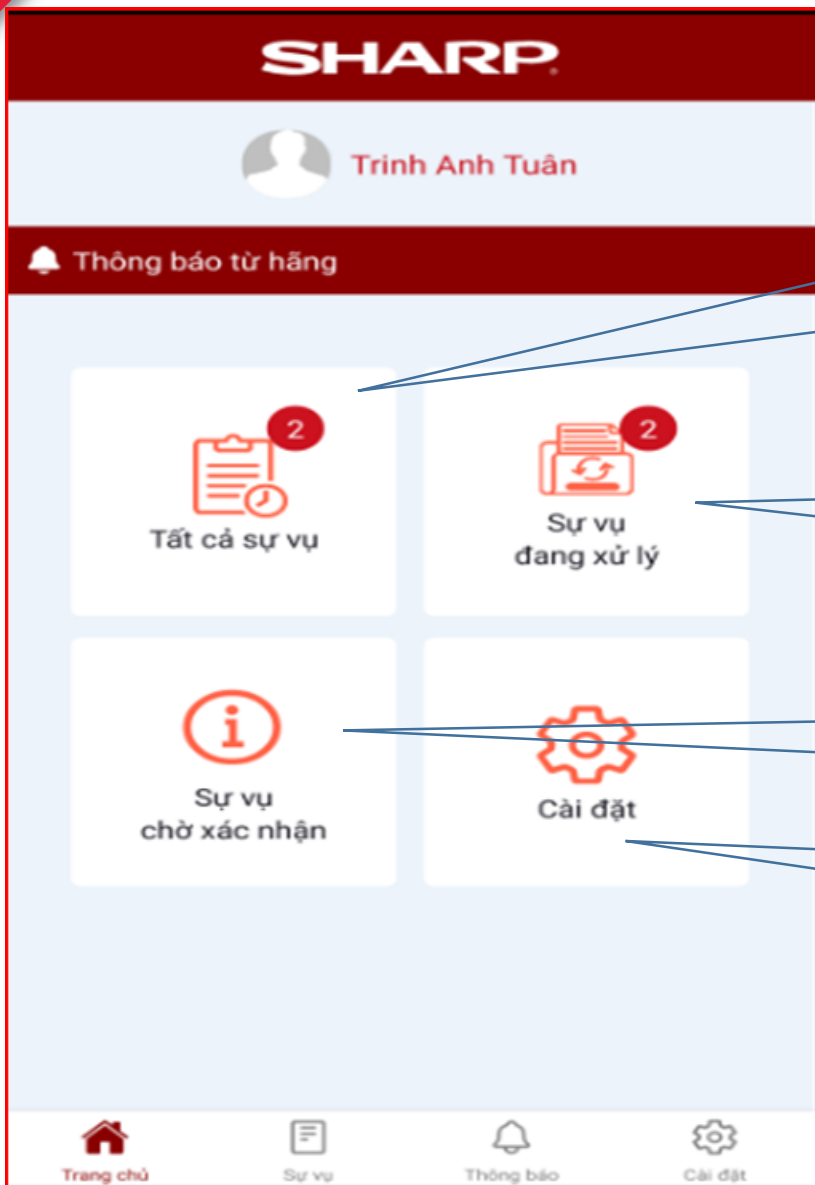 SHARP
Trinh Anh Tuân
Thông báo từ hãng
2
Tất cả sự vụ
2
Sự vụ
đang xử lý
Sự vụ
chờ xác nhận
Cài đặt
Trang chủ
Sự vụ
Thông báo
Cài đặt